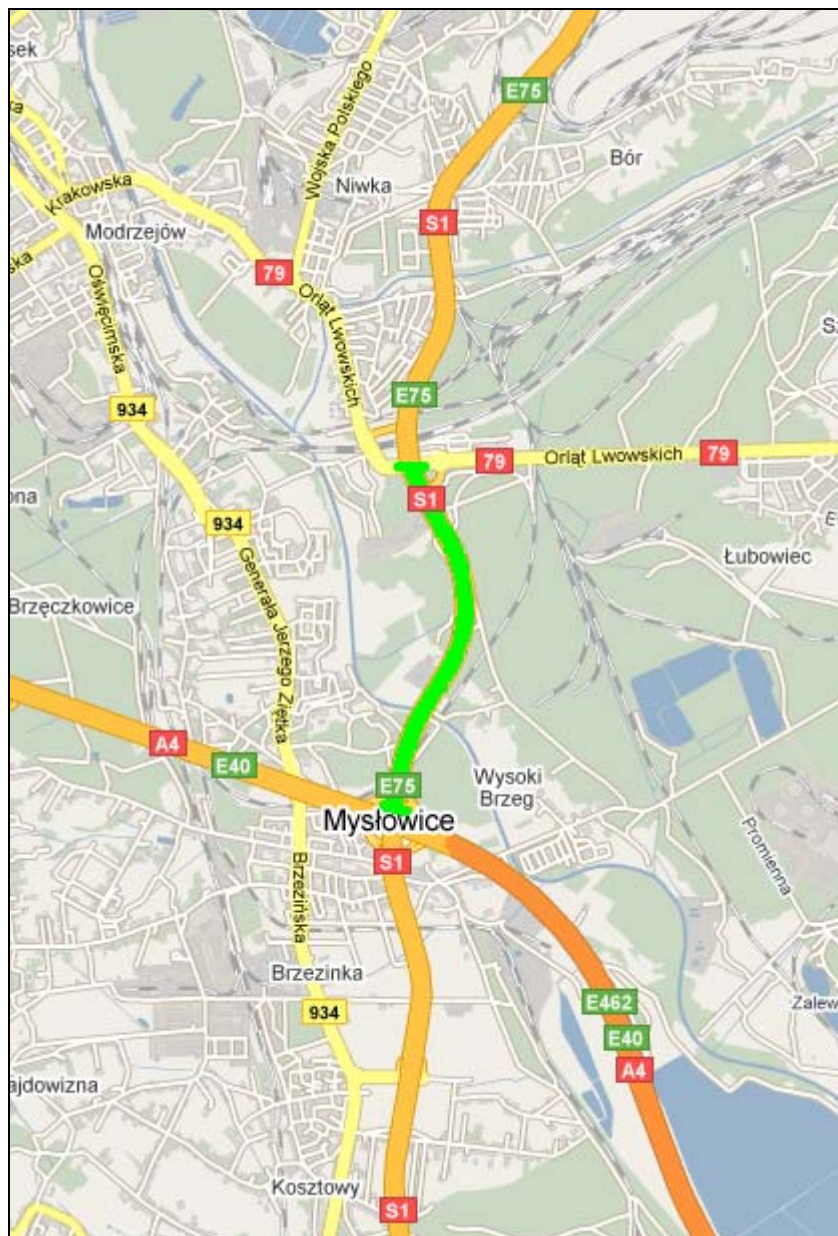 sek
E75
Wojska Polskiego
Bór
ka
Niwka
Krakowska
S1
Modrzejów
ska
79
Orląt Lwowskich
Oświęcimska
Sz
E75
934
79
Orląt Lwowskich
79
S1
ona
934
E
Łubowiec
Generała Jerzego Ziętka
Brzęczkowice
A4
E40
E75
Wysoki
Brzeg
Mysłowice
Promienna
S1
Brzezińska
Brzezinka
E462
Zalew
934
E40
A4
ajdowizna
Kosztowy
S1